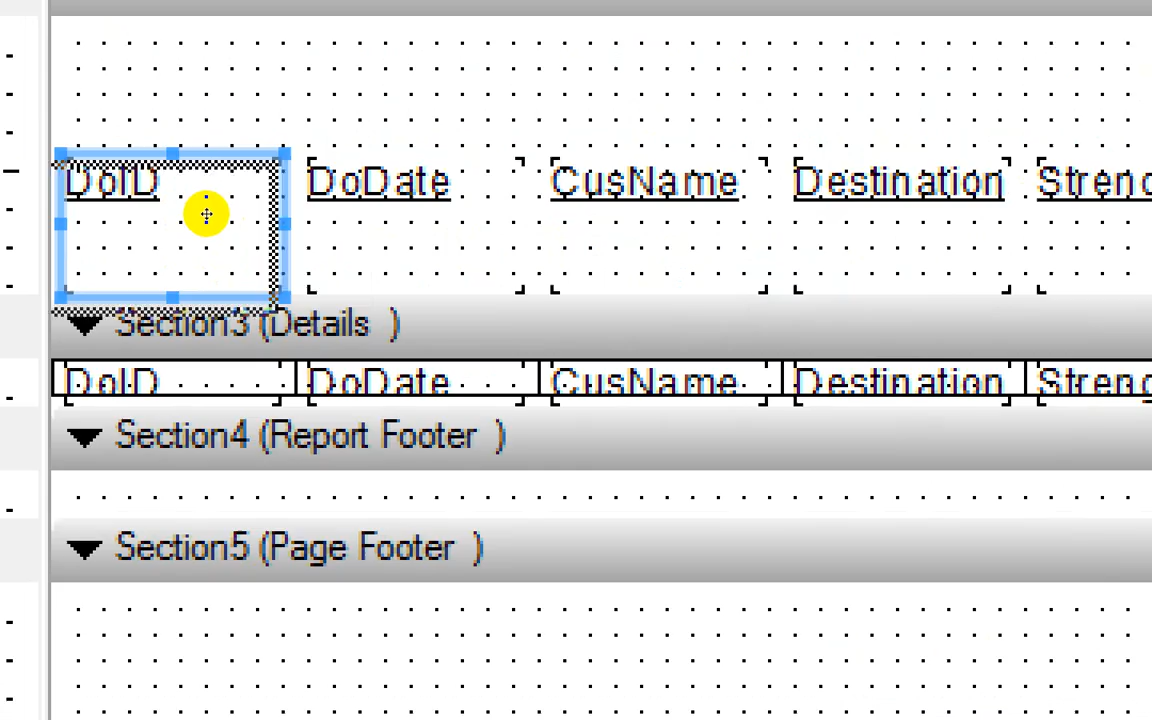 DoID DoDate CusName Destination
Section3 (Details )
DoID DoDate CusName Destination
Section4 (Report Footer )
Section5 (Page Footer )